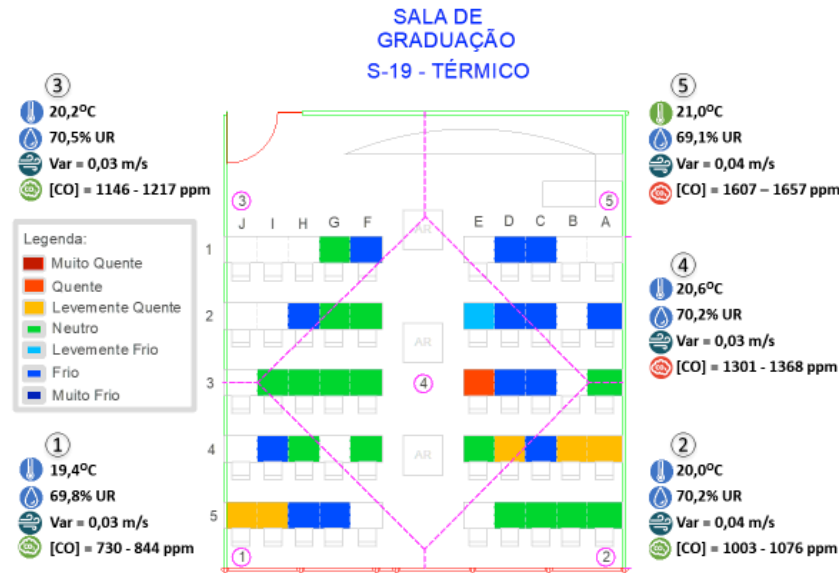 SALA DE
GRADUAÇÃO
S-19 - TÉRMICO
3
20,2ºC
70,5% UR
Var = 0,03 m/s
CO₂ [CO] = 1146 - 1217 ppm
5
21,0ºC
69,1% UR
Var = 0,04 m/s
CO₂ [CO] = 1607 – 1657 ppm
Legenda:
Muito Quente
Quente
Levemente Quente
Neutro
Levemente Frio
Frio
Muito Frio
3
5
J I H G F
E D C B A
AR
1
2
AR
3
4
4
AR
5
1
2
4
20,6ºC
70,2% UR
Var = 0,03 m/s
CO₂ [CO] = 1301 - 1368 ppm
1
19,4ºC
69,8% UR
Var = 0,03 m/s
CO₂ [CO] = 730 - 844 ppm
2
20,0ºC
70,2% UR
Var = 0,04 m/s
CO₂ [CO] = 1003 - 1076 ppm